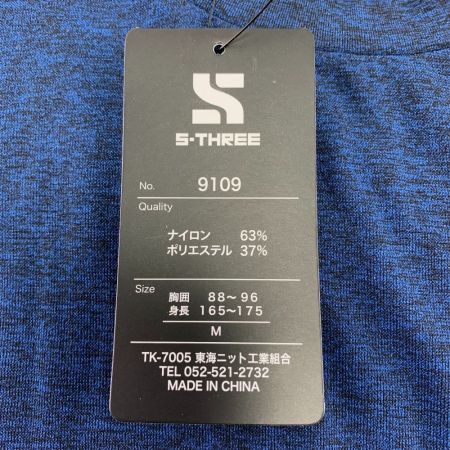 S-THREE
No. 9109
Quality
ナイロン 63%
ポリエステル 37%
Size
胸囲 88〜96
身長 165〜175
M
TK-7005 東海ニット工業組合
TEL 052-521-2732
MADE IN CHINA